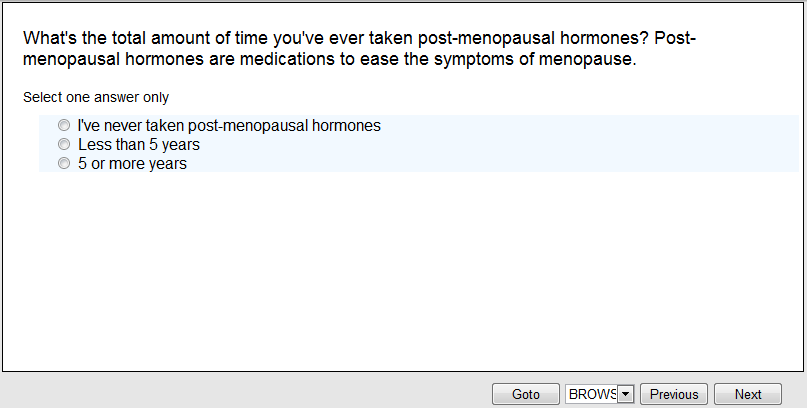 What's the total amount of time you've ever taken post-menopausal hormones? Post-
menopausal hormones are medications to ease the symptoms of menopause.
Select one answer only
I've never taken post-menopausal hormones
Less than 5 years
5 or more years
Goto BROWS Previous Next